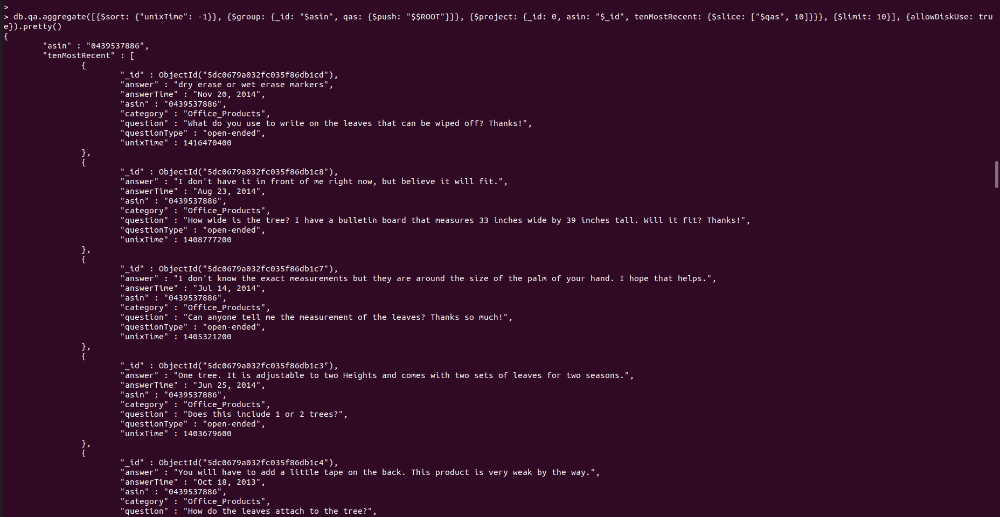 >
> db.qa.aggregate([{$sort: {"unixTime": -1}}, {$group: {_id: "$asin", qas: {$push: "$$ROOT"}}}, {$project: {_id: 0, asin: "$_id", tenMostRecent: {$slice: ["$qas", 10]}}}, {$limit: 10}], {allowDiskUse: tru
e}).pretty()
{
"asin" : "0439537886",
"tenMostRecent" : [
{
"_id" : ObjectId("5dc0679a032fc035f86db1cd"),
"answer" : "dry erase or wet erase markers",
"answerTime" : "Nov 20, 2014",
"asin" : "0439537886",
"category" : "Office_Products",
"question" : "What do you use to write on the leaves that can be wiped off? Thanks!",
"questionType" : "open-ended",
"unixTime" : 1416470400
},
{
"_id" : ObjectId("5dc0679a032fc035f86db1c8"),
"answer" : "I don't have it in front of me right now, but believe it will fit.",
"answerTime" : "Aug 23, 2014",
"asin" : "0439537886",
"category" : "Office_Products",
"question" : "How wide is the tree? I have a bulletin board that measures 33 inches wide by 39 inches tall. Will it fit? Thanks!",
"questionType" : "open-ended",
"unixTime" : 1408777200
},
{
"_id" : ObjectId("5dc0679a032fc035f86db1c7"),
"answer" : "I don't know the exact measurements but they are around the size of the palm of your hand. I hope that helps.",
"answerTime" : "Jul 14, 2014",
"asin" : "0439537886",
"category" : "Office_Products",
"question" : "Can anyone tell me the measurement of the leaves? Thanks so much!",
"questionType" : "open-ended",
"unixTime" : 1405321200
},
{
"_id" : ObjectId("5dc0679a032fc035f86db1c3"),
"answer" : "One tree. It is adjustable to two Heights and comes with two sets of leaves for two seasons.",
"answerTime" : "Jun 25, 2014",
"asin" : "0439537886",
"category" : "Office_Products",
"question" : "Does this include 1 or 2 trees?",
"questionType" : "open-ended",
"unixTime" : 1403679600
},
{
"_id" : ObjectId("5dc0679a032fc035f86db1c4"),
"answer" : "You will have to add a little tape on the back. This product is very weak by the way.",
"answerTime" : "Oct 18, 2013",
"asin" : "0439537886",
"category" : "Office_Products",
"question" : "How do the leaves attach to the tree?",